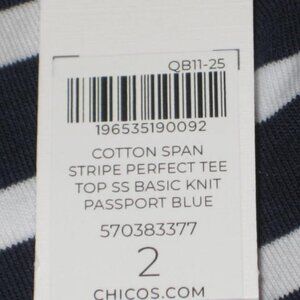 QB11-25
196535190092
COTTON SPAN
STRIPE PERFECT TEE
TOP SS BASIC KNIT
PASSPORT BLUE
570383377
2
CHICOS.COM